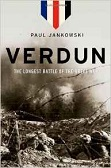 PAUL JANKOWSKI
VERDUN
THE LONGEST BATTLE OF THE GREAT WAR